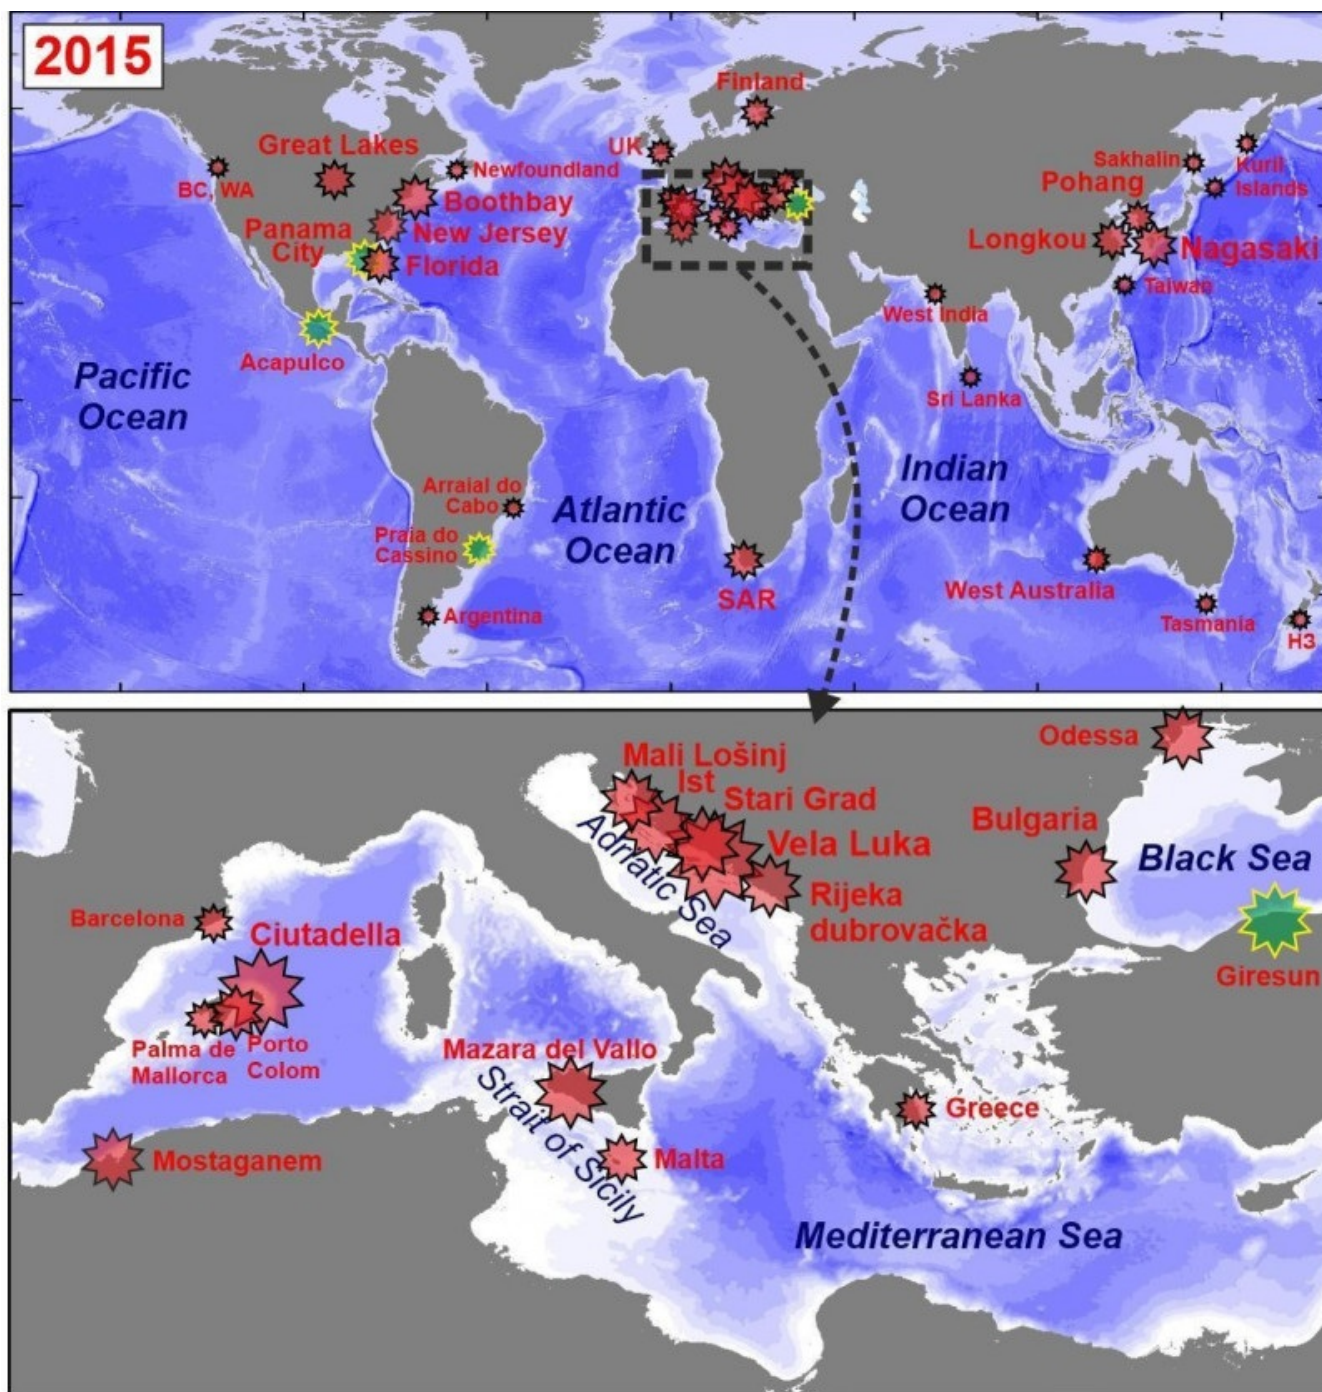 2015
Finland
UK
Great Lakes
Newfoundland
BC, WA
Boothbay
Panama
City
New Jersey
Florida
Acapulco
Sakhalin
Kuril
Islands
Pohang
Longkou
Nagasaki
Taiwan
West India
Sri Lanka
Pacific
Ocean
Atlantic
Ocean
Indian
Ocean
Arraial do
Cabo
Praia do
Cassino
Argentina
SAR
West Australia
Tasmania
H3
Mali Lošinj
Ist
Stari Grad
Vela Luka
Rijeka
dubrovačka
Adriatic Sea
Odessa
Bulgaria
Black Sea
Giresun
Barcelona
Ciutadella
Palma de
Mallorca
Porto
Colom
Mazara del Vallo
Strait of Sicily
Malta
Greece
Mostaganem
Mediterranean Sea